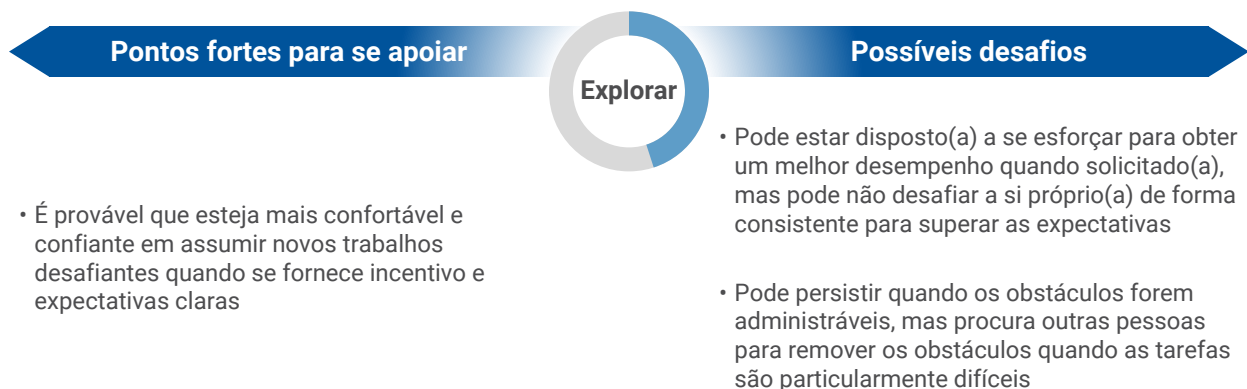 Pontos fortes para se apoiar
Explorar
Possíveis desafios
• É provável que esteja mais confortável e
confiante em assumir novos trabalhos
desafiantes quando se fornece incentivo e
expectativas claras
• Pode estar disposto(a) a se esforçar para obter
um melhor desempenho quando solicitado(a),
mas pode não desafiar a si próprio(a) de forma
consistente para superar as expectativas
• Pode persistir quando os obstáculos forem
administráveis, mas procura outras pessoas
para remover os obstáculos quando as tarefas
são particularmente difíceis